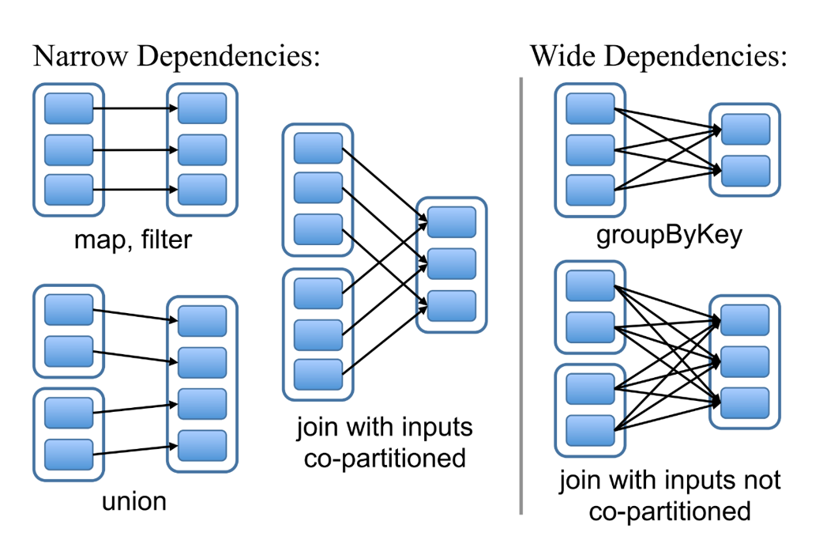 Narrow Dependencies:
map, filter
union
join with inputs
co-partitioned
Wide Dependencies:
groupByKey
join with inputs not
co-partitioned